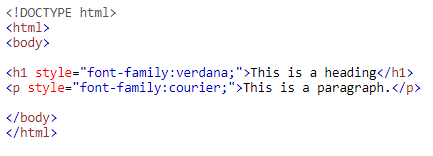 <!DOCTYPE html>
<html>
<body>
<h1 style="font-family:verdana;">This is a heading</h1>
<p style="font-family:courier;">This is a paragraph.</p>
</body>
</html>